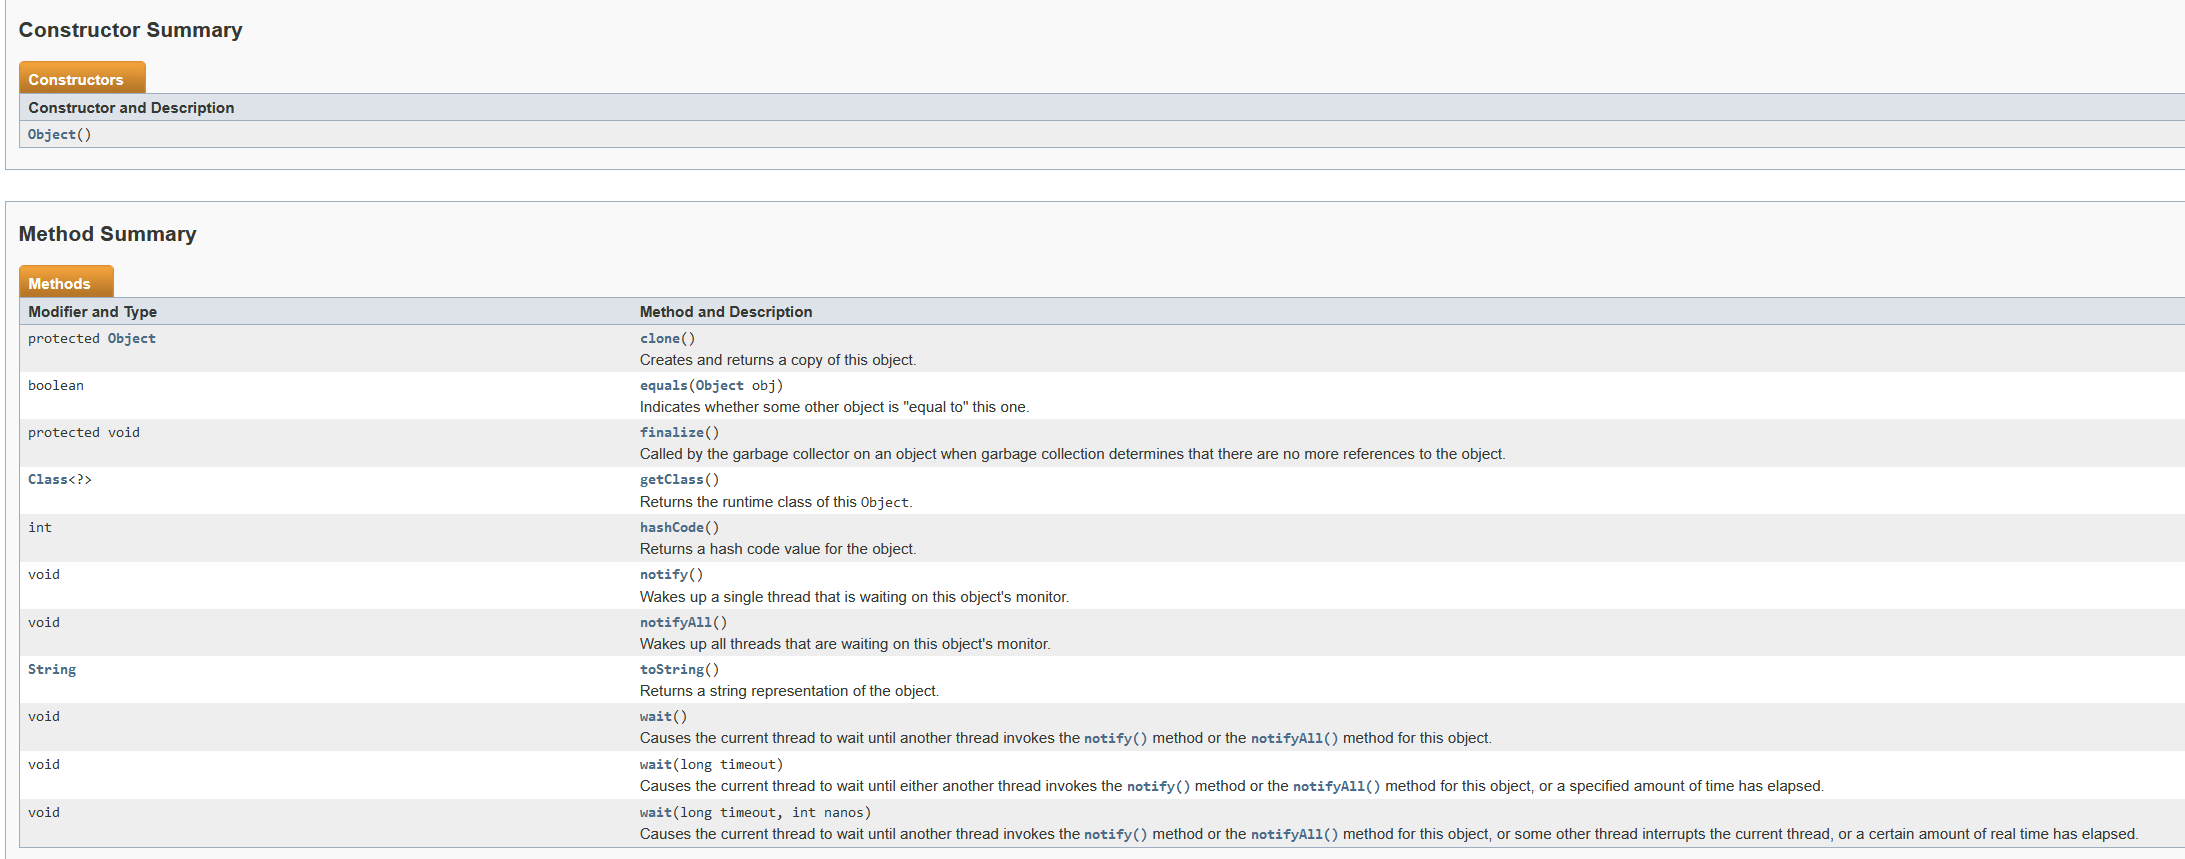 Constructor Summary
Constructors
Constructor and Description
Object()
Method Summary
Methods
Modifier and Type Method and Description
protected Object clone()
Creates and returns a copy of this object.
boolean equals(Object obj)
Indicates whether some other object is "equal to" this one.
protected void finalize()
Called by the garbage collector on an object when garbage collection determines that there are no more references to the object.
Class<?> getClass()
Returns the runtime class of this Object.
int hashCode()
Returns a hash code value for the object.
void notify()
Wakes up a single thread that is waiting on this object's monitor.
void notifyAll()
Wakes up all threads that are waiting on this object's monitor.
String toString()
Returns a string representation of the object.
void wait()
Causes the current thread to wait until another thread invokes the notify() method or the notifyAll() method for this object.
void wait(long timeout)
Causes the current thread to wait until either another thread invokes the notify() method or the notifyAll() method for this object, or a specified amount of time has elapsed.
void wait(long timeout, int nanos)
Causes the current thread to wait until another thread invokes the notify() method or the notifyAll() method for this object, or some other thread interrupts the current thread, or a certain amount of real time has elapsed.